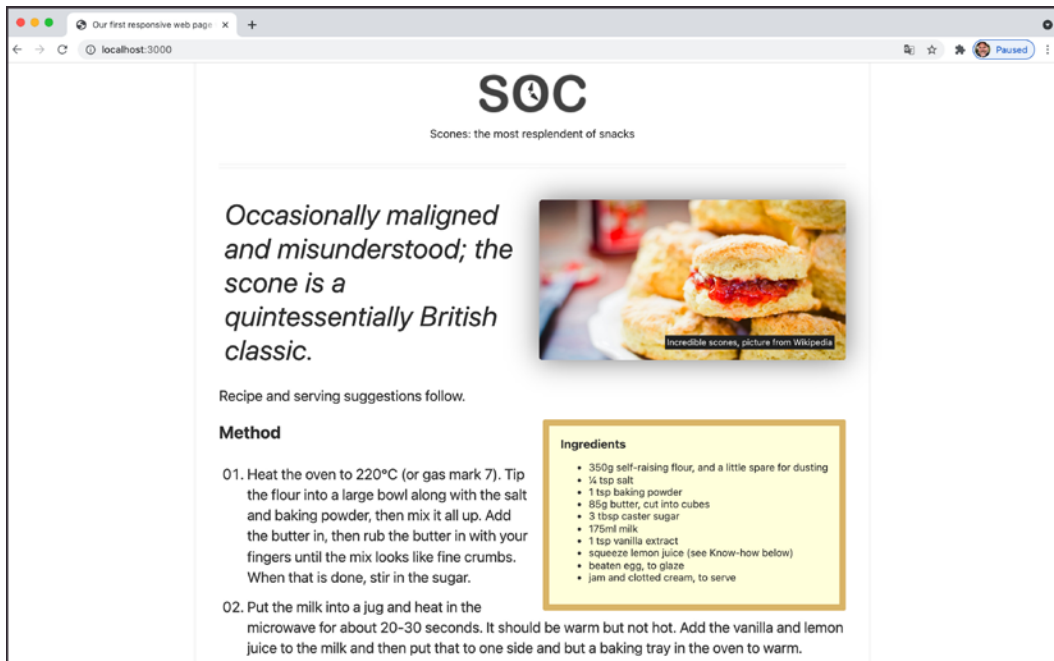 Our first responsive web page
localhost:3000
Paused
SOC
Scones: the most resplendent of snacks
Occasionally maligned
and misunderstood; the
scone is a
quintessentially British
classic.
Incredible scones, picture from Wikipedia
Recipe and serving suggestions follow.
Method
01. Heat the oven to 220°C (or gas mark 7). Tip
the flour into a large bowl along with the salt
and baking powder, then mix it all up. Add
the butter in, then rub the butter in with your
fingers until the mix looks like fine crumbs.
When that is done, stir in the sugar.
02. Put the milk into a jug and heat in the
microwave for about 20-30 seconds. It should be warm but not hot. Add the vanilla and lemon
juice to the milk and then put that to one side and but a baking tray in the oven to warm.
Ingredients
• 350g self-raising flour, and a little spare for dusting
• ¼ tsp salt
• 1 tsp baking powder
• 85g butter, cut into cubes
• 3 tbsp caster sugar
• 175ml milk
• 1 tsp vanilla extract
• squeeze lemon juice (see Know-how below)
• beaten egg, to glaze
• jam and clotted cream, to serve